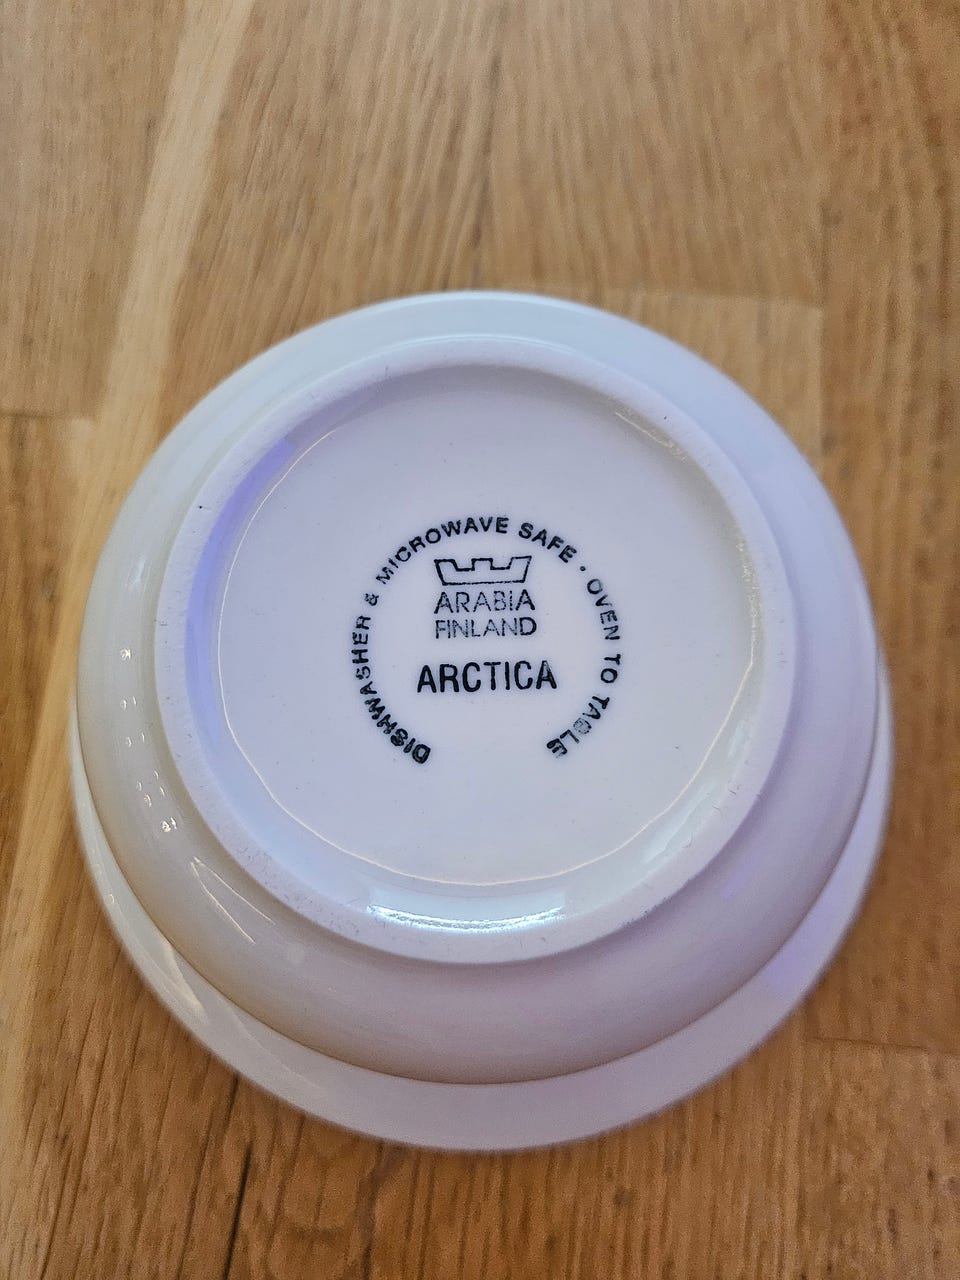 DISHWASHER & MICROWAVE SAFE · OVEN TO TABLE
ARABIA
FINLAND
ARCTICA